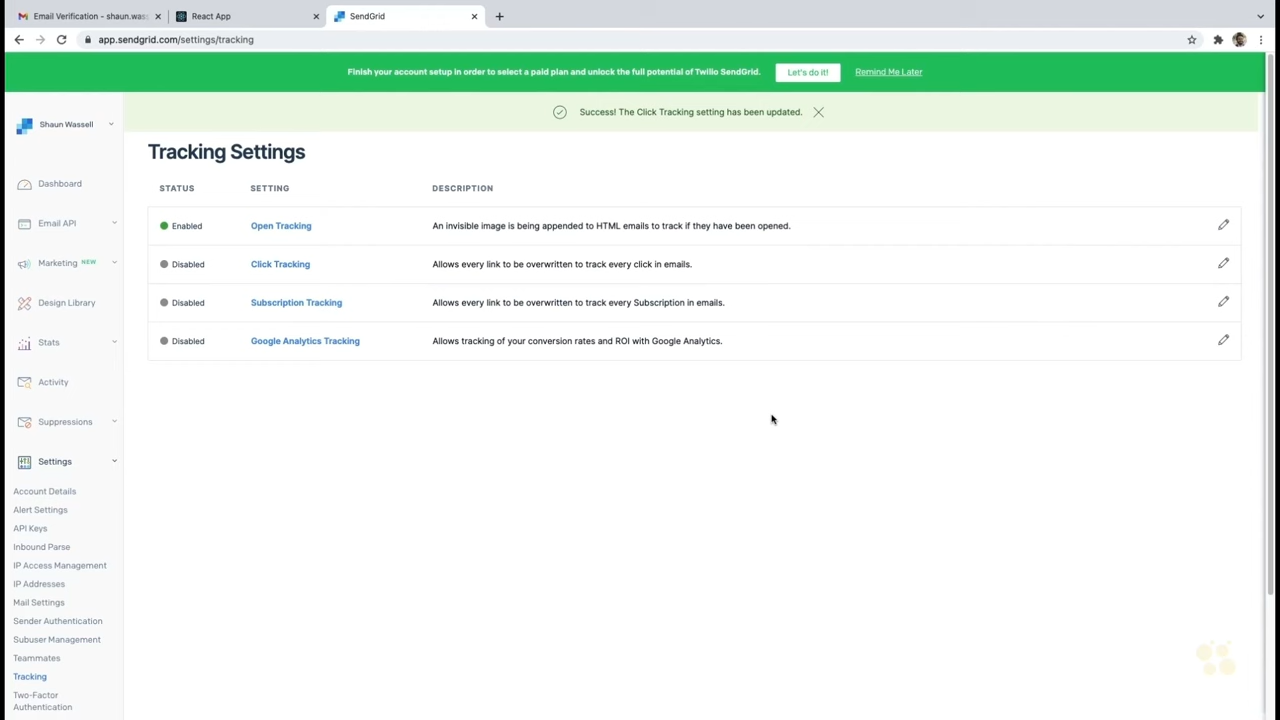 Email Verification - shaun.was
React App
SendGrid
app.sendgrid.com/settings/tracking
Finish your account setup in order to select a paid plan and unlock the full potential of Twilio SendGrid.
Let's do it!
Remind Me Later
Shaun Wassell
Success! The Click Tracking setting has been updated.
Tracking Settings
STATUS SETTING DESCRIPTION
Enabled Open Tracking An invisible image is being appended to HTML emails to track if they have been opened.
Disabled Click Tracking Allows every link to be overwritten to track every click in emails.
Disabled Subscription Tracking Allows every link to be overwritten to track every Subscription in emails.
Disabled Google Analytics Tracking Allows tracking of your conversion rates and ROI with Google Analytics.
Dashboard
Email API
Marketing NEW
Design Library
Stats
Activity
Suppressions
Settings
Account Details
Alert Settings
API Keys
Inbound Parse
IP Access Management
IP Addresses
Mail Settings
Sender Authentication
Subuser Management
Teammates
Tracking
Two-Factor
Authentication